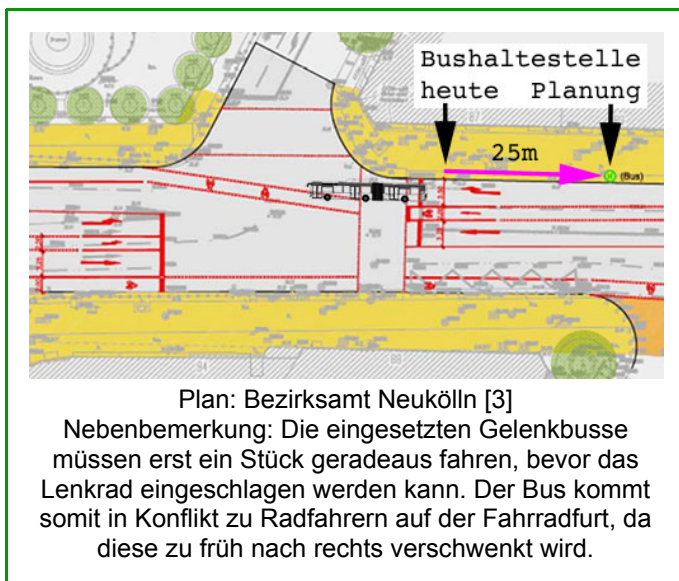 Bushaltestelle
heute Planung
25m
(Bus)
Plan: Bezirksamt Neukölln [3]
Nebenbemerkung: Die eingesetzten Gelenkbusse
müssen erst ein Stück geradeaus fahren, bevor das
Lenkrad eingeschlagen werden kann. Der Bus kommt
somit in Konflikt zu Radfahrern auf der Fahrradfurt, da
diese zu früh nach rechts verschwenkt wird.